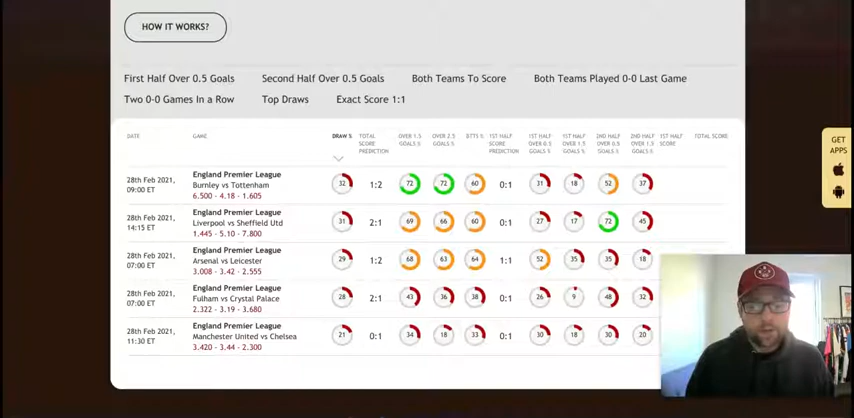 HOW IT WORKS?
First Half Over 0.5 Goals Second Half Over 0.5 Goals Both Teams To Score Both Teams Played 0-0 Last Game
Two 0-0 Games In a Row Top Draws Exact Score 1:1
GET APPS
DATE GAME DRAW % TOTAL SCORE PREDICTION OVER 1.5 GOALS % OVER 2.5 GOALS % BTTS % 1ST HALF SCORE PREDICTION 1ST HALF OVER 0.5 GOALS % 1ST HALF OVER 1.5 GOALS % 2ND HALF OVER 0.5 GOALS % 2ND HALF OVER 1.5 GOALS % 1ST HALF SCORE TOTAL SCORE
England Premier League
28th Feb 2021, 09:00 ET Burnley vs Tottenham 32 1:2 72 72 60 0:1 31 18 52 37
6.500 - 4.18 - 1.605
England Premier League
28th Feb 2021, 14:15 ET Liverpool vs Sheffield Utd 31 2:1 69 66 60 0:1 27 17 72 45
1,445 - 5.10 - 7.800
England Premier League
28th Feb 2021, 07:00 ET Arsenal vs Leicester 29 1:2 68 63 64 1:1 52 35 35 18
3.008 - 3.42 - 2.555
England Premier League
28th Feb 2021, 07:00 ET Fulham vs Crystal Palace 28 2:1 43 36 38 0:1 26 9 48 32
2.322 - 3.19 - 3.680
England Premier League
28th Feb 2021, 11:30 ET Manchester United vs Chelsea 21 0:1 34 18 33 0:1 30 18 30 20
3.420 - 3.44 - 2.300